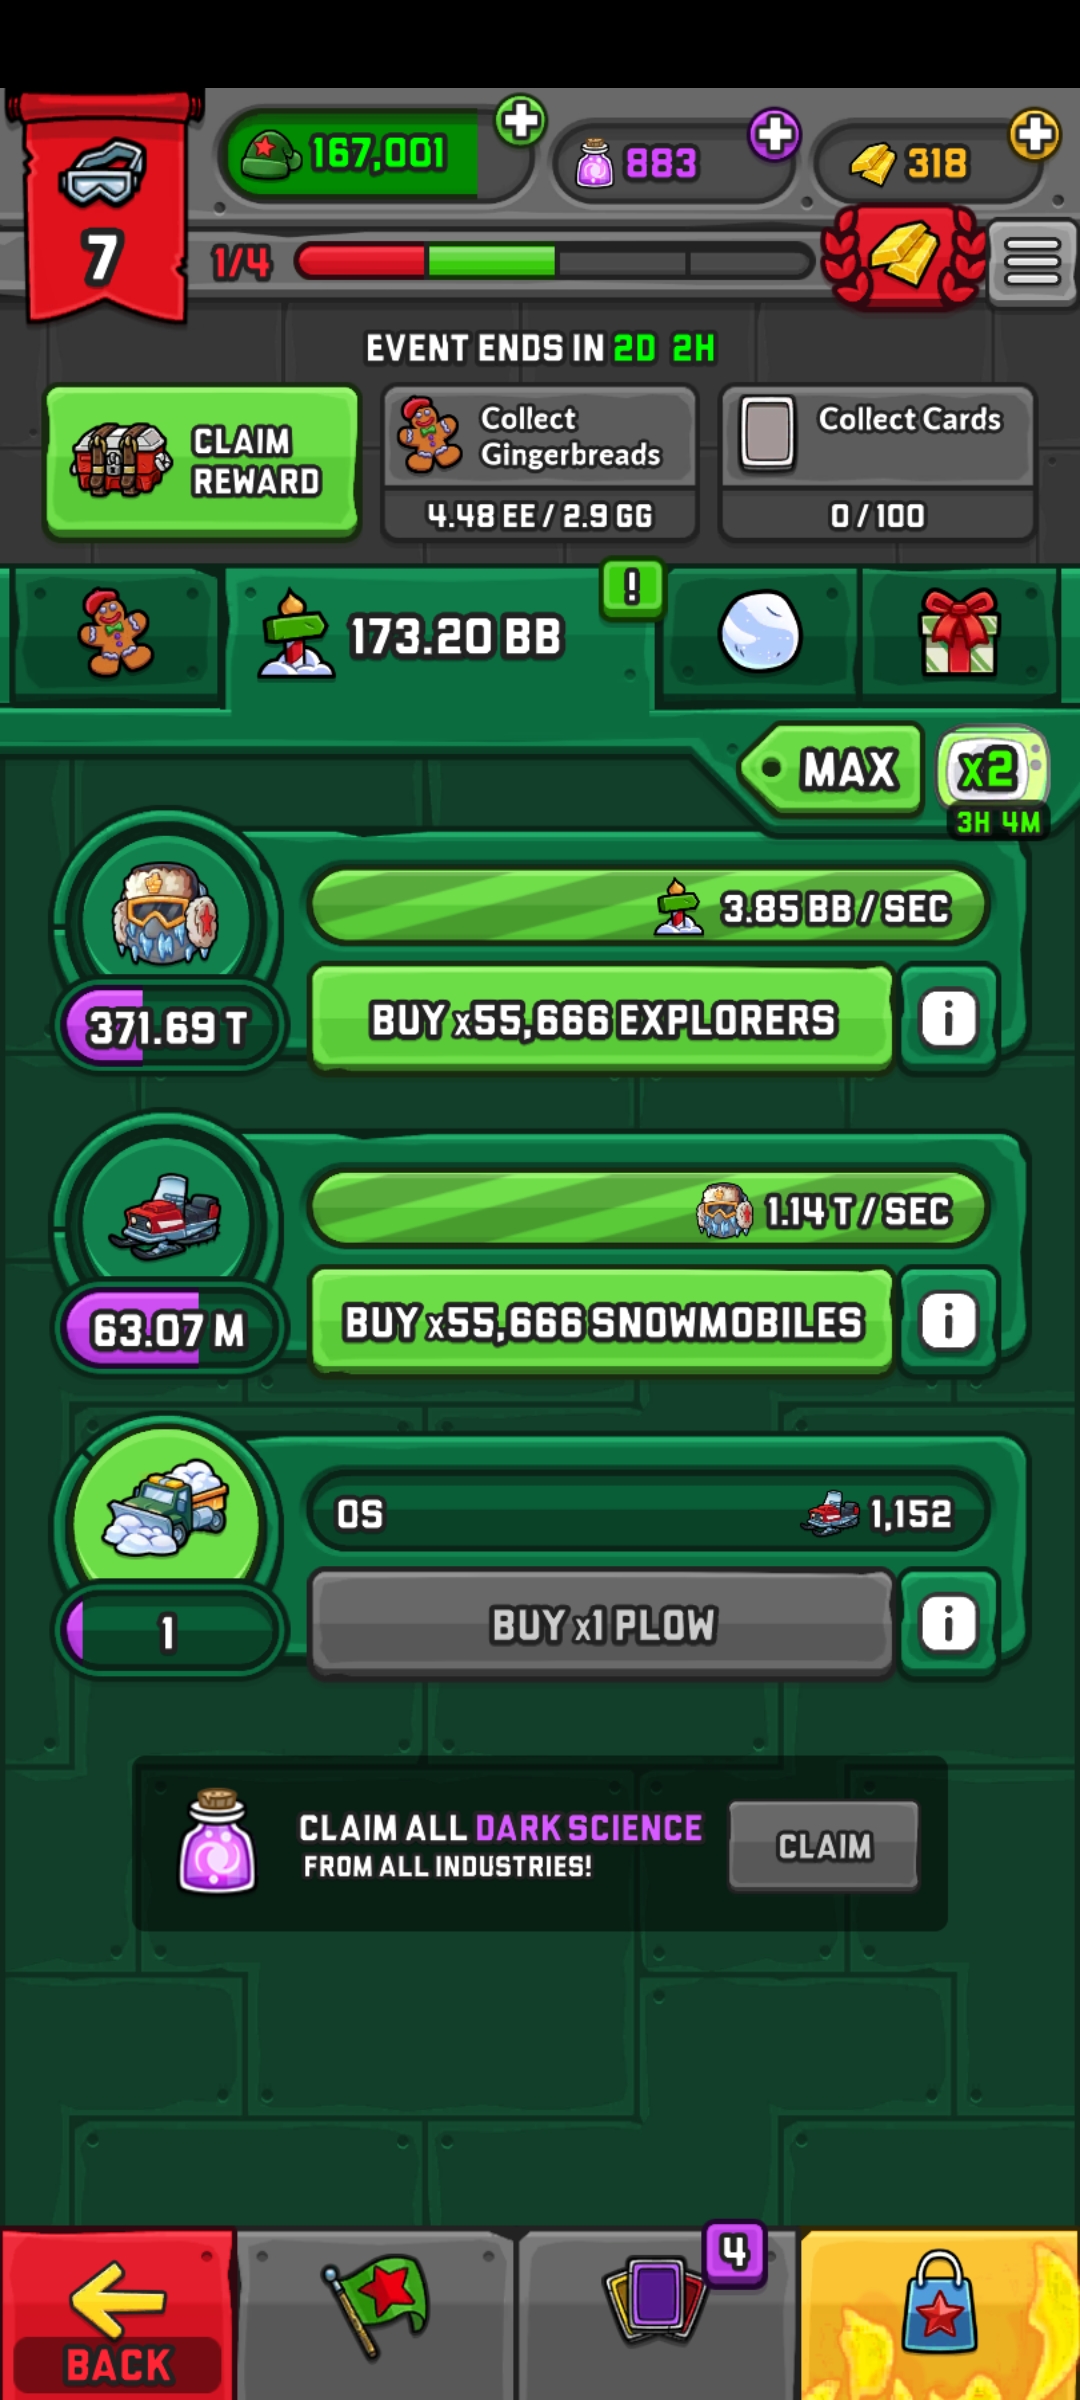 167,001
883
318
7
1/4
EVENT ENDS IN 2D 2H
CLAIM
REWARD
Collect
Gingerbreads
4.48 EE / 2.9 GG
Collect Cards
0 / 100
173.20 BB
!
MAX
x2
3H 4M
3.85 BB / SEC
371.69 T
BUY x55,666 EXPLORERS
i
1.14 T / SEC
63.07 M
BUY x55,666 SNOWMOBILES
i
0S
1,152
1
BUY x1 PLOW
i
CLAIM ALL DARK SCIENCE
FROM ALL INDUSTRIES!
CLAIM
4
BACK